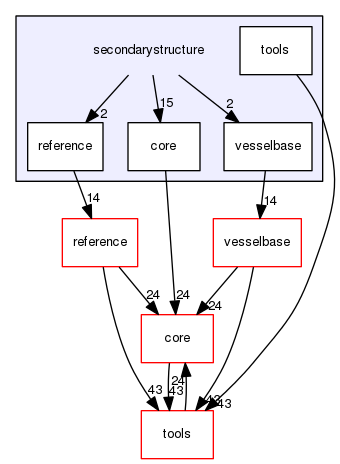 secondarystructure tools
2 15 2
reference core vesselbase
14 14
reference vesselbase
24 24 24
core
43 43 24 43 43
tools